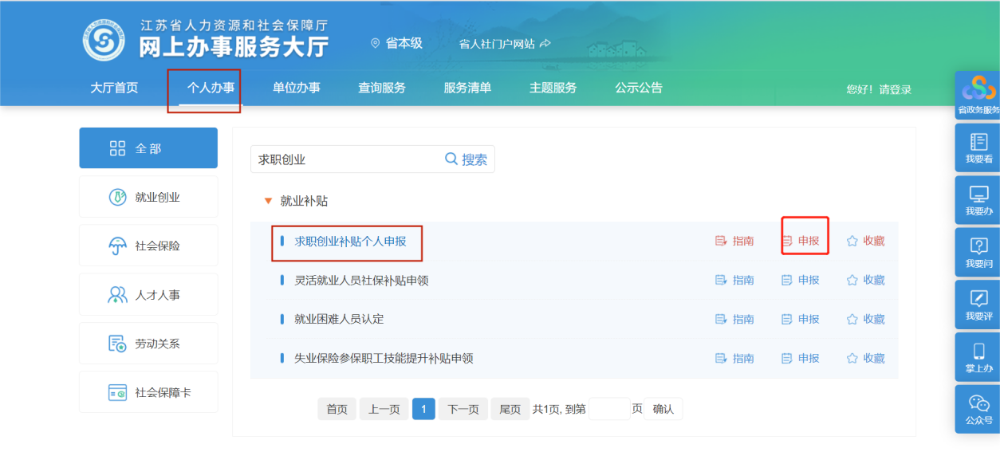 江苏省人力资源和社会保障厅
网上办事服务大厅
省本级
省人社门户网站
大厅首页 个人办事 单位办事 查询服务 服务清单 主题服务 公示公告 您好！请登录
全部
就业创业
社会保险
人才人事
劳动关系
社会保障卡
求职创业 搜索
就业补贴
求职创业补贴个人申报 指南 申报 收藏
灵活就业人员社保补贴申领 指南 申报 收藏
就业困难人员认定 指南 申报 收藏
失业保险参保职工技能提升补贴申领 指南 申报 收藏
首页 上一页 1 下一页 尾页 共1页, 到第 页 确认
省政务服务
我要看
我要办
我要问
我要评
掌上办
公众号